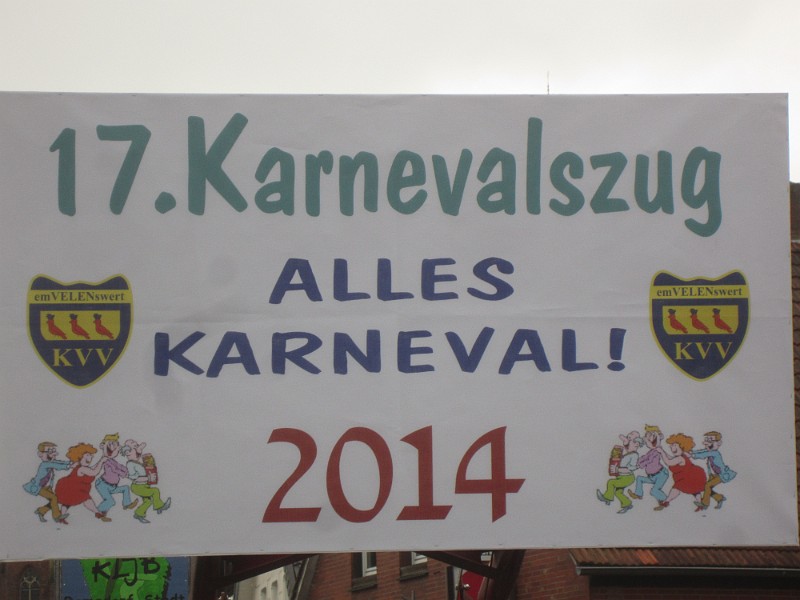 17. Karnevalszug
ALLES
KARNEVAL!
emVELENswert
KVV
emVELENswert
KVV
2014
KLJB